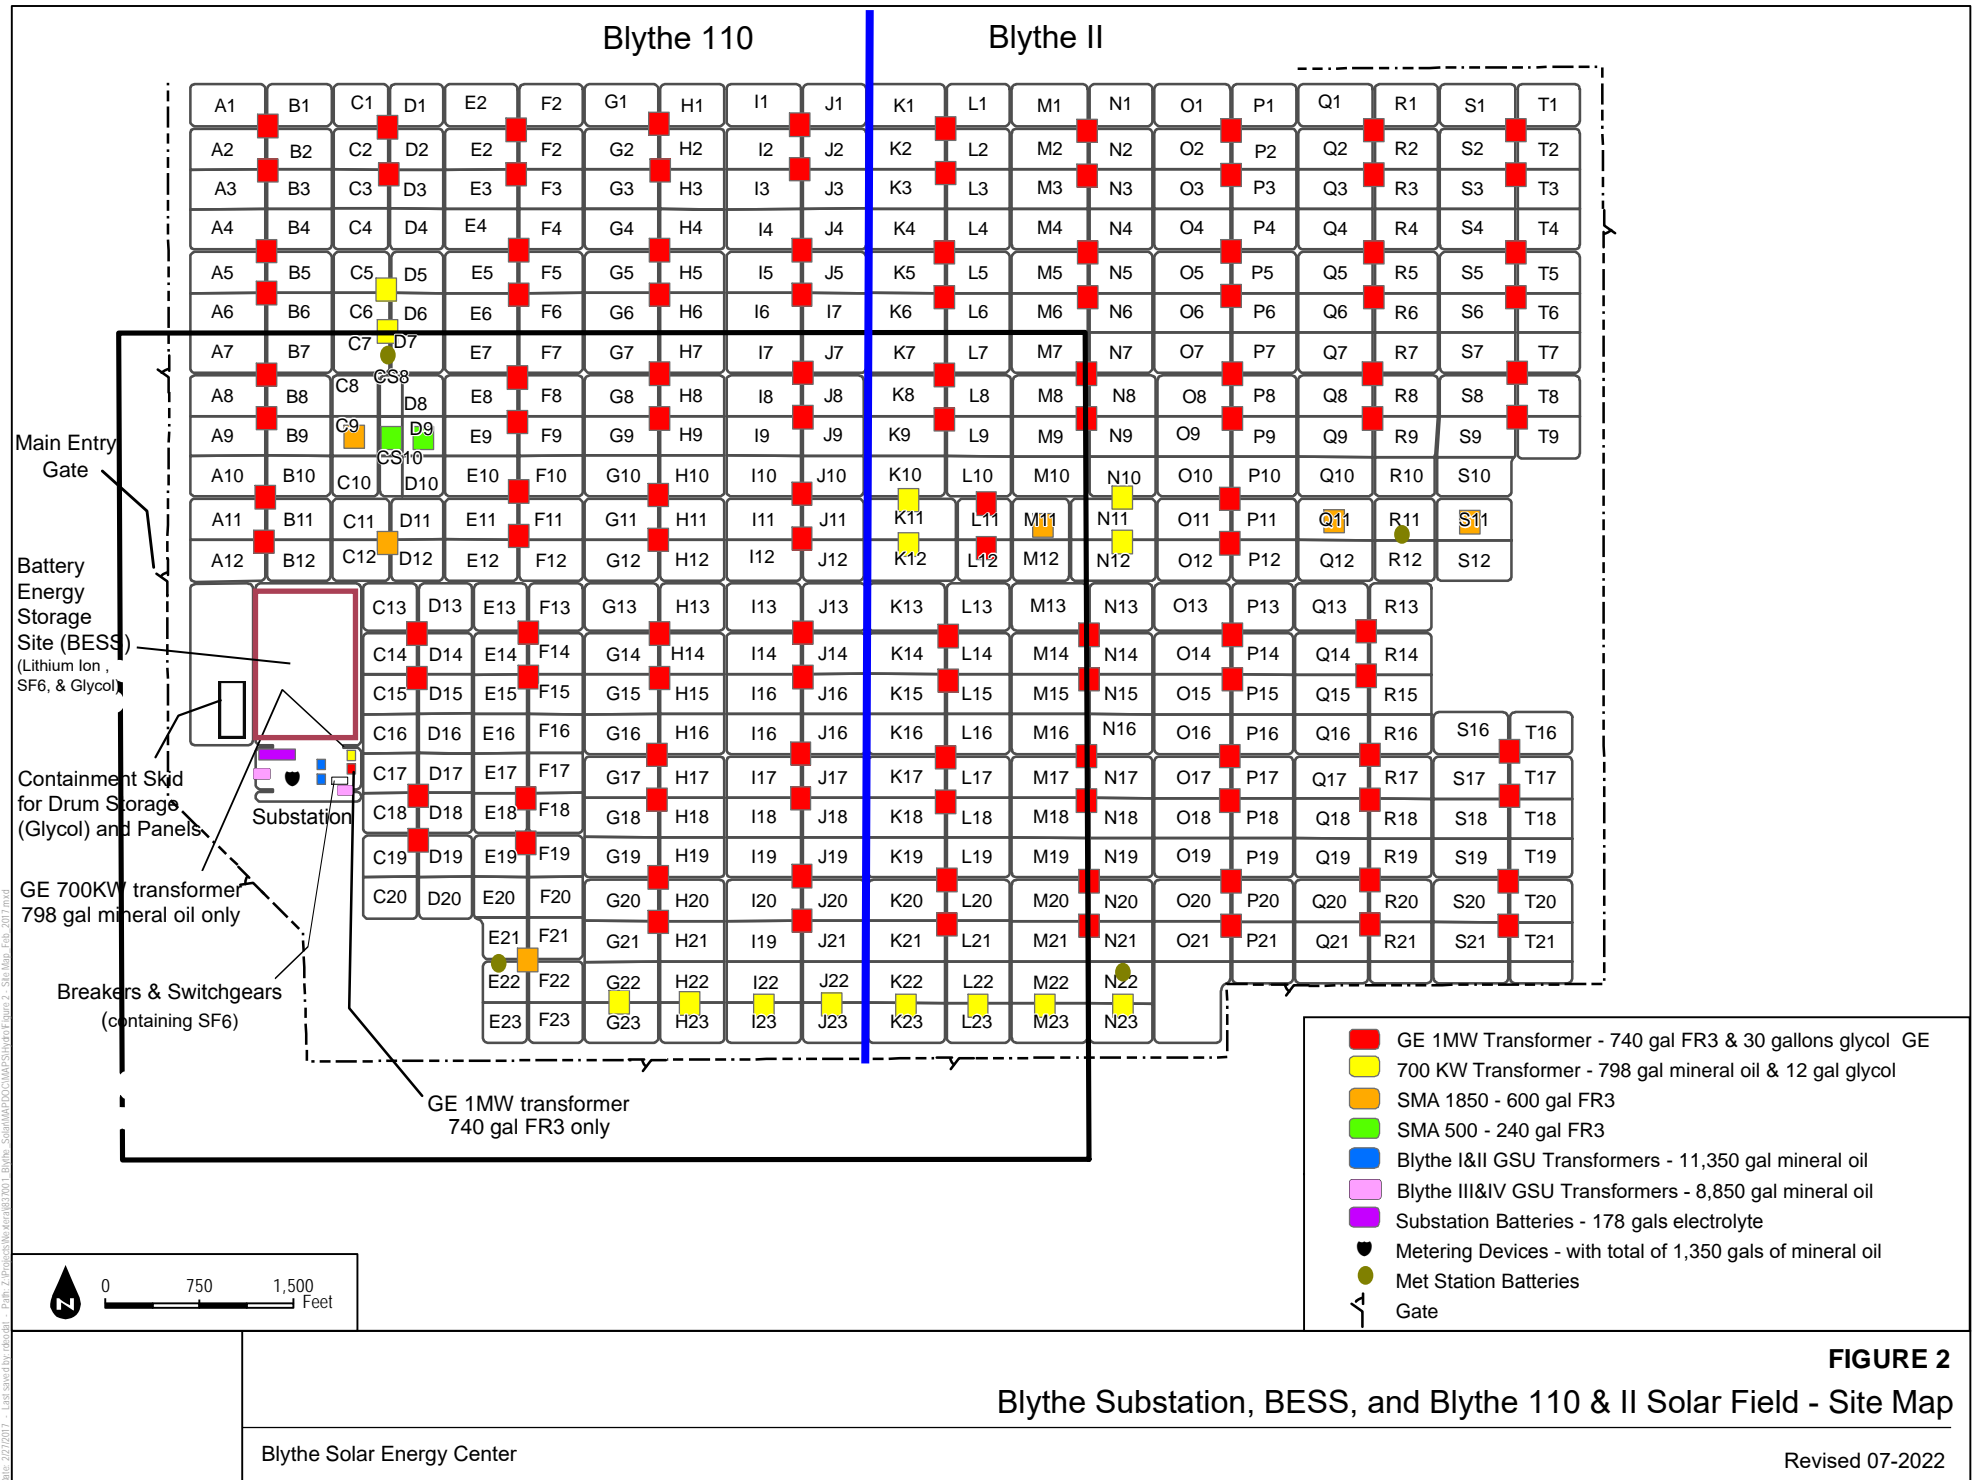 Blythe 110 Blythe II
A1 B1 C1 D1 E2 F2 G1 H1 I1 J1 K1 L1 M1 N1 O1 P1 Q1 R1 S1 T1
A2 B2 C2 D2 E2 F2 G2 H2 I2 J2 K2 L2 M2 N2 O2 P2 Q2 R2 S2 T2
A3 B3 C3 D3 E3 F3 G3 H3 I3 J3 K3 L3 M3 N3 O3 P3 Q3 R3 S3 T3
A4 B4 C4 D4 E4 F4 G4 H4 I4 J4 K4 L4 M4 N4 O4 P4 Q4 R4 S4 T4
A5 B5 C5 D5 E5 F5 G5 H5 I5 J5 K5 L5 M5 N5 O5 P5 Q5 R5 S5 T5
A6 B6 C6 D6 E6 F6 G6 H6 I6 I7 K6 L6 M6 N6 O6 P6 Q6 R6 S6 T6
A7 B7 C7 D7 E7 F7 G7 H7 I7 J7 K7 L7 M7 N7 O7 P7 Q7 R7 S7 T7
CS8
A8 B8 C8 D8 E8 F8 G8 H8 I8 J8 K8 L8 M8 N8 O8 P8 Q8 R8 S8 T8
A9 B9 C9 D9 E9 F9 G9 H9 I9 J9 K9 L9 M9 N9 O9 P9 Q9 R9 S9 T9
CS10
A10 B10 C10 D10 E10 F10 G10 H10 I10 J10 K10 L10 M10 N10 O10 P10 Q10 R10 S10
A11 B11 C11 D11 E11 F11 G11 H11 I11 J11 K11 L11 M11 N11 O11 P11 Q11 R11 S11
A12 B12 C12 D12 E12 F12 G12 H12 I12 J12 K12 L12 M12 N12 O12 P12 Q12 R12 S12
C13 D13 E13 F13 G13 H13 I13 J13 K13 L13 M13 N13 O13 P13 Q13 R13
C14 D14 E14 F14 G14 H14 I14 J14 K14 L14 M14 N14 O14 P14 Q14 R14
C15 D15 E15 F15 G15 H15 I16 J16 K15 L15 M15 N15 O15 P15 Q15 R15
C16 D16 E16 F16 G16 H16 I16 J16 K16 L16 M16 N16 O16 P16 Q16 R16 S16 T16
C17 D17 E17 F17 G17 H17 I17 J17 K17 L17 M17 N17 O17 P17 Q17 R17 S17 T17
C18 D18 E18 F18 G18 H18 I18 J18 K18 L18 M18 N18 O18 P18 Q18 R18 S18 T18
C19 D19 E19 F19 G19 H19 I19 J19 K19 L19 M19 N19 O19 P19 Q19 R19 S19 T19
C20 D20 E20 F20 G20 H20 I20 J20 K20 L20 M20 N20 O20 P20 Q20 R20 S20 T20
E21 F21 G21 H21 I19 J21 K21 L21 M21 N21 O21 P21 Q21 R21 S21 T21
E22 F22 G22 H22 I22 J22 K22 L22 M22 N22
E23 F23 G23 H23 I23 J23 K23 L23 M23 N23
Main Entry
Gate
Battery
Energy
Storage
Site (BESS)
(Lithium Ion ,
SF6, & Glycol)
Containment Skid
for Drum Storage
(Glycol) and Panels
Substation
GE 700KW transformer
798 gal mineral oil only
Breakers & Switchgears
(containing SF6)
GE 1MW transformer
740 gal FR3 only
GE 1MW Transformer - 740 gal FR3 & 30 gallons glycol GE
700 KW Transformer - 798 gal mineral oil & 12 gal glycol
SMA 1850 - 600 gal FR3
SMA 500 - 240 gal FR3
Blythe I&II GSU Transformers - 11,350 gal mineral oil
Blythe III&IV GSU Transformers - 8,850 gal mineral oil
Substation Batteries - 178 gals electrolyte
Metering Devices - with total of 1,350 gals of mineral oil
Met Station Batteries
Gate
N
0 750 1,500
Feet
FIGURE 2
Blythe Substation, BESS, and Blythe 110 & II Solar Field - Site Map
Blythe Solar Energy Center
Revised 07-2022